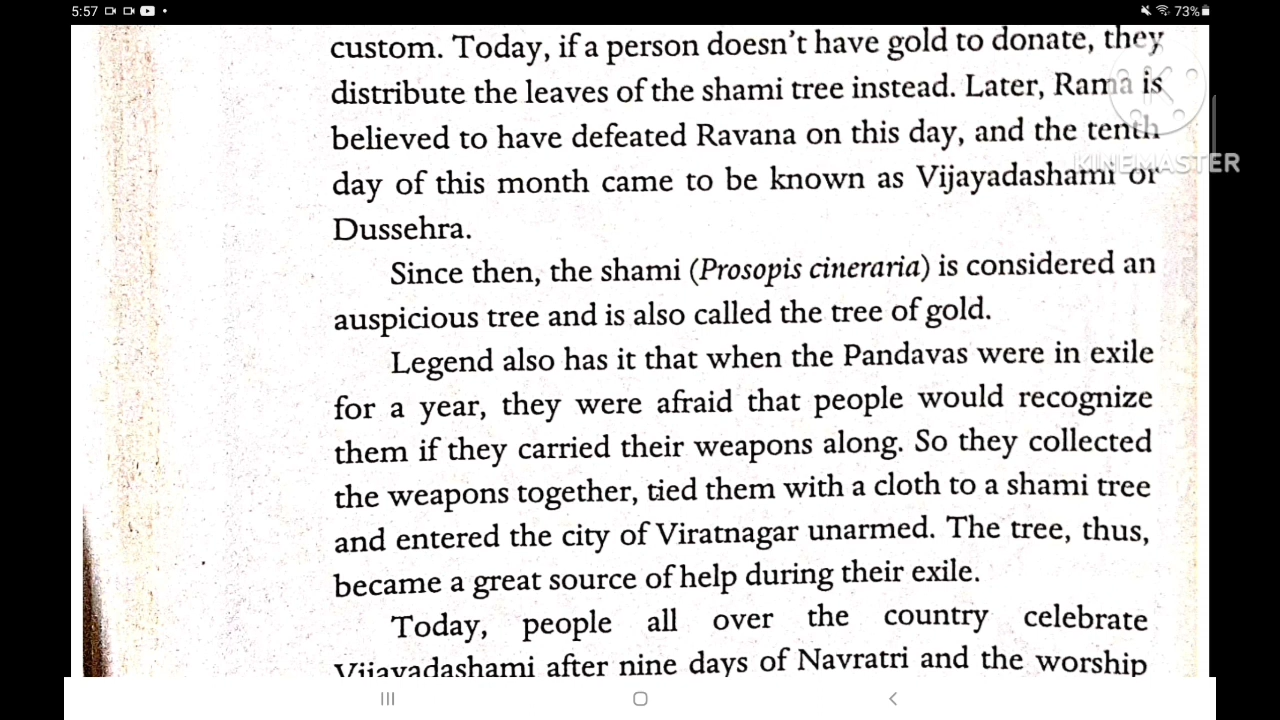 5:57
73%
custom. Today, if a person doesn't have gold to donate, they
distribute the leaves of the shami tree instead. Later, Rama is
believed to have defeated Ravana on this day, and the tenth
KINEMASTER
day of this month came to be known as Vijayadashami or
Dussehra.
Since then, the shami (Prosopis cineraria) is considered an
auspicious tree and is also called the tree of gold.
Legend also has it that when the Pandavas were in exile
for a year, they were afraid that people would recognize
them if they carried their weapons along. So they collected
the weapons together, tied them with a cloth to a shami tree
and entered the city of Viratnagar unarmed. The tree, thus,
became a great source of help during their exile.
Today, people all over the country celebrate
Vijayadashami after nine days of Navratri and the worship